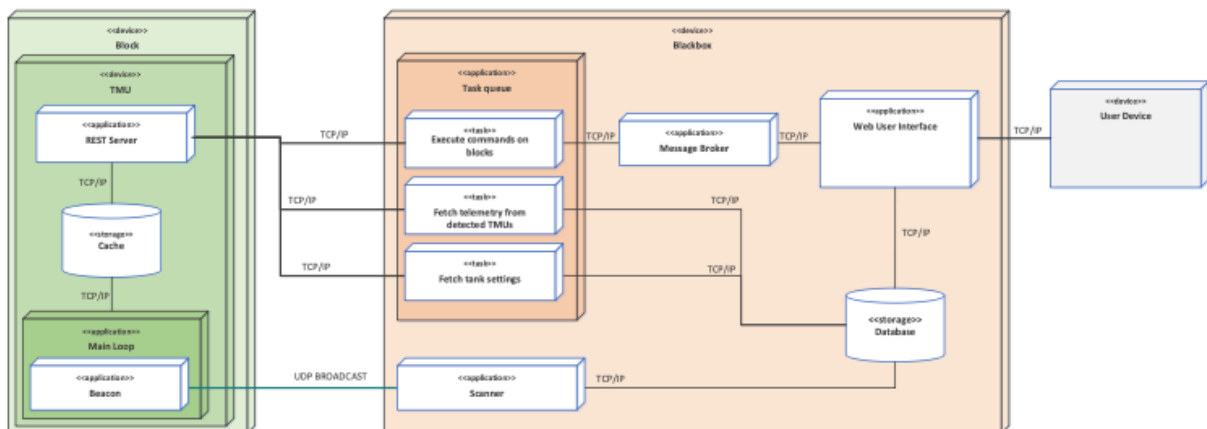 <<device>>
Block
<<device>>
TMU
<<application>>
REST Server
TCP/IP
<<storage>>
Cache
TCP/IP
<<application>>
Main Loop
<<application>>
Beacon
TCP/IP
TCP/IP
TCP/IP
UDP BROADCAST
<<device>>
Blackbox
<<application>>
Task queue
<<task>>
Execute commands on
blocks
<<task>>
Fetch telemetry from
detected TMUs
<<task>>
Fetch tank settings
<<application>>
Scanner
TCP/IP
<<application>>
Message Broker
TCP/IP
TCP/IP
TCP/IP
TCP/IP
<<application>>
Web User Interface
TCP/IP
<<storage>>
Database
TCP/IP
<<device>>
User Device